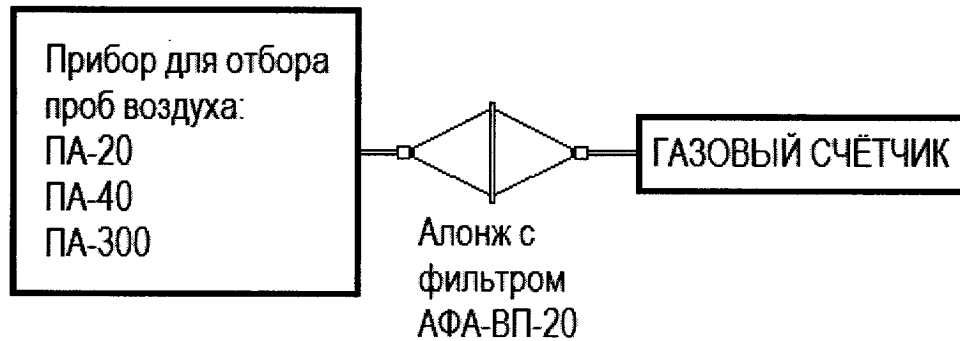 Прибор для отбора
проб воздуха:
ПА-20
ПА-40
ПА-300
ГАЗОВЫЙ СЧЁТЧИК
Алонж с
фильтром
АФА-ВП-20